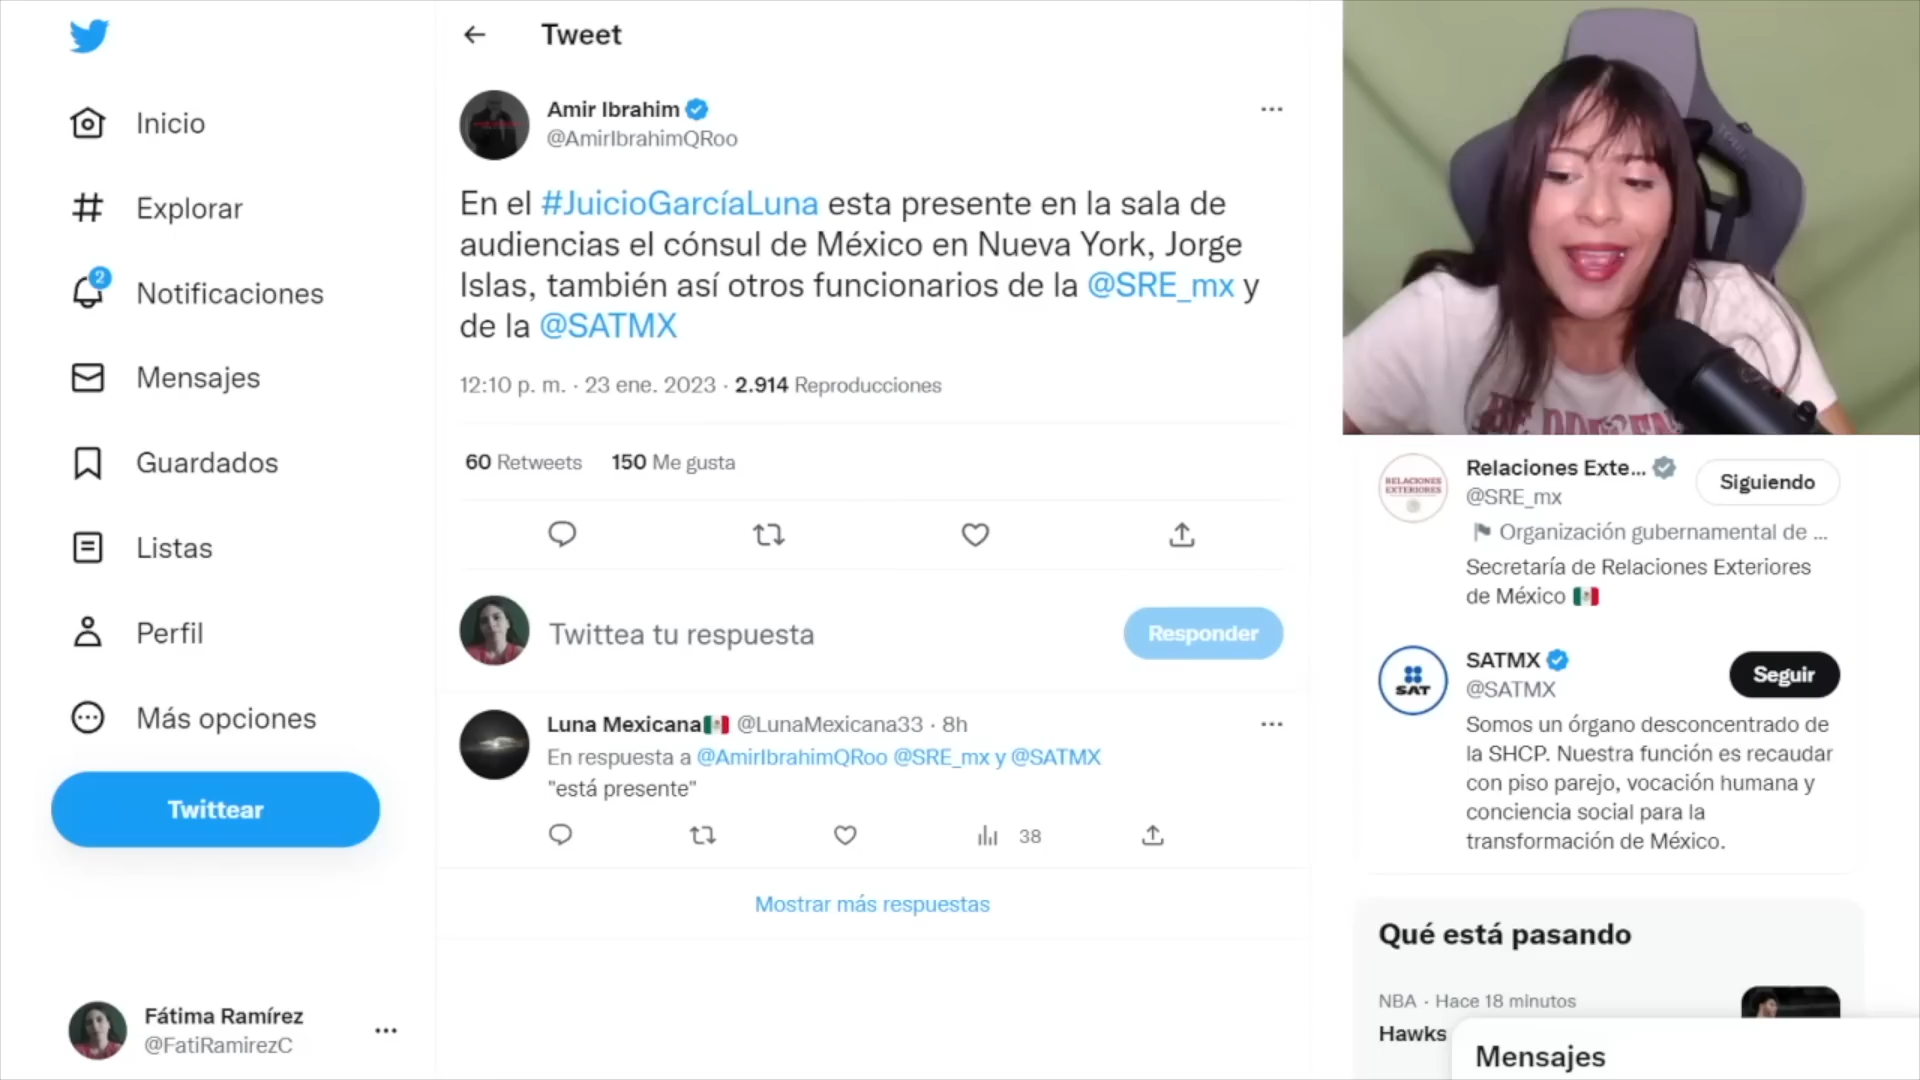 Tweet
Inicio
Explorar
2
Notificaciones
Mensajes
Guardados
Listas
Perfil
Más opciones
Twittear
Fátima Ramírez
@FatiRamirezC
Amir Ibrahim
@AmirIbrahimQRoo
En el #JuicioGarcíaLuna esta presente en la sala de
audiencias el cónsul de México en Nueva York, Jorge
Islas, también así otros funcionarios de la @SRE_mx y
de la @SATMX
12:10 p. m. · 23 ene. 2023 · 2.914 Reproducciones
60 Retweets 150 Me gusta
Twittea tu respuesta
Responder
Luna Mexicana🇲🇽 @LunaMexicana33 · 8h
En respuesta a @AmirIbrahimQRoo @SRE_mx y @SATMX
"está presente"
38
Mostrar más respuestas
RELACIONES
EXTERIORES
Relaciones Exte...
@SRE_mx
Siguiendo
Organización gubernamental de ...
Secretaría de Relaciones Exteriores
de México 🇲🇽
SAT
SATMX
@SATMX
Seguir
Somos un órgano desconcentrado de
la SHCP. Nuestra función es recaudar
con piso parejo, vocación humana y
conciencia social para la
transformación de México.
Qué está pasando
NBA · Hace 18 minutos
Hawks
Mensajes